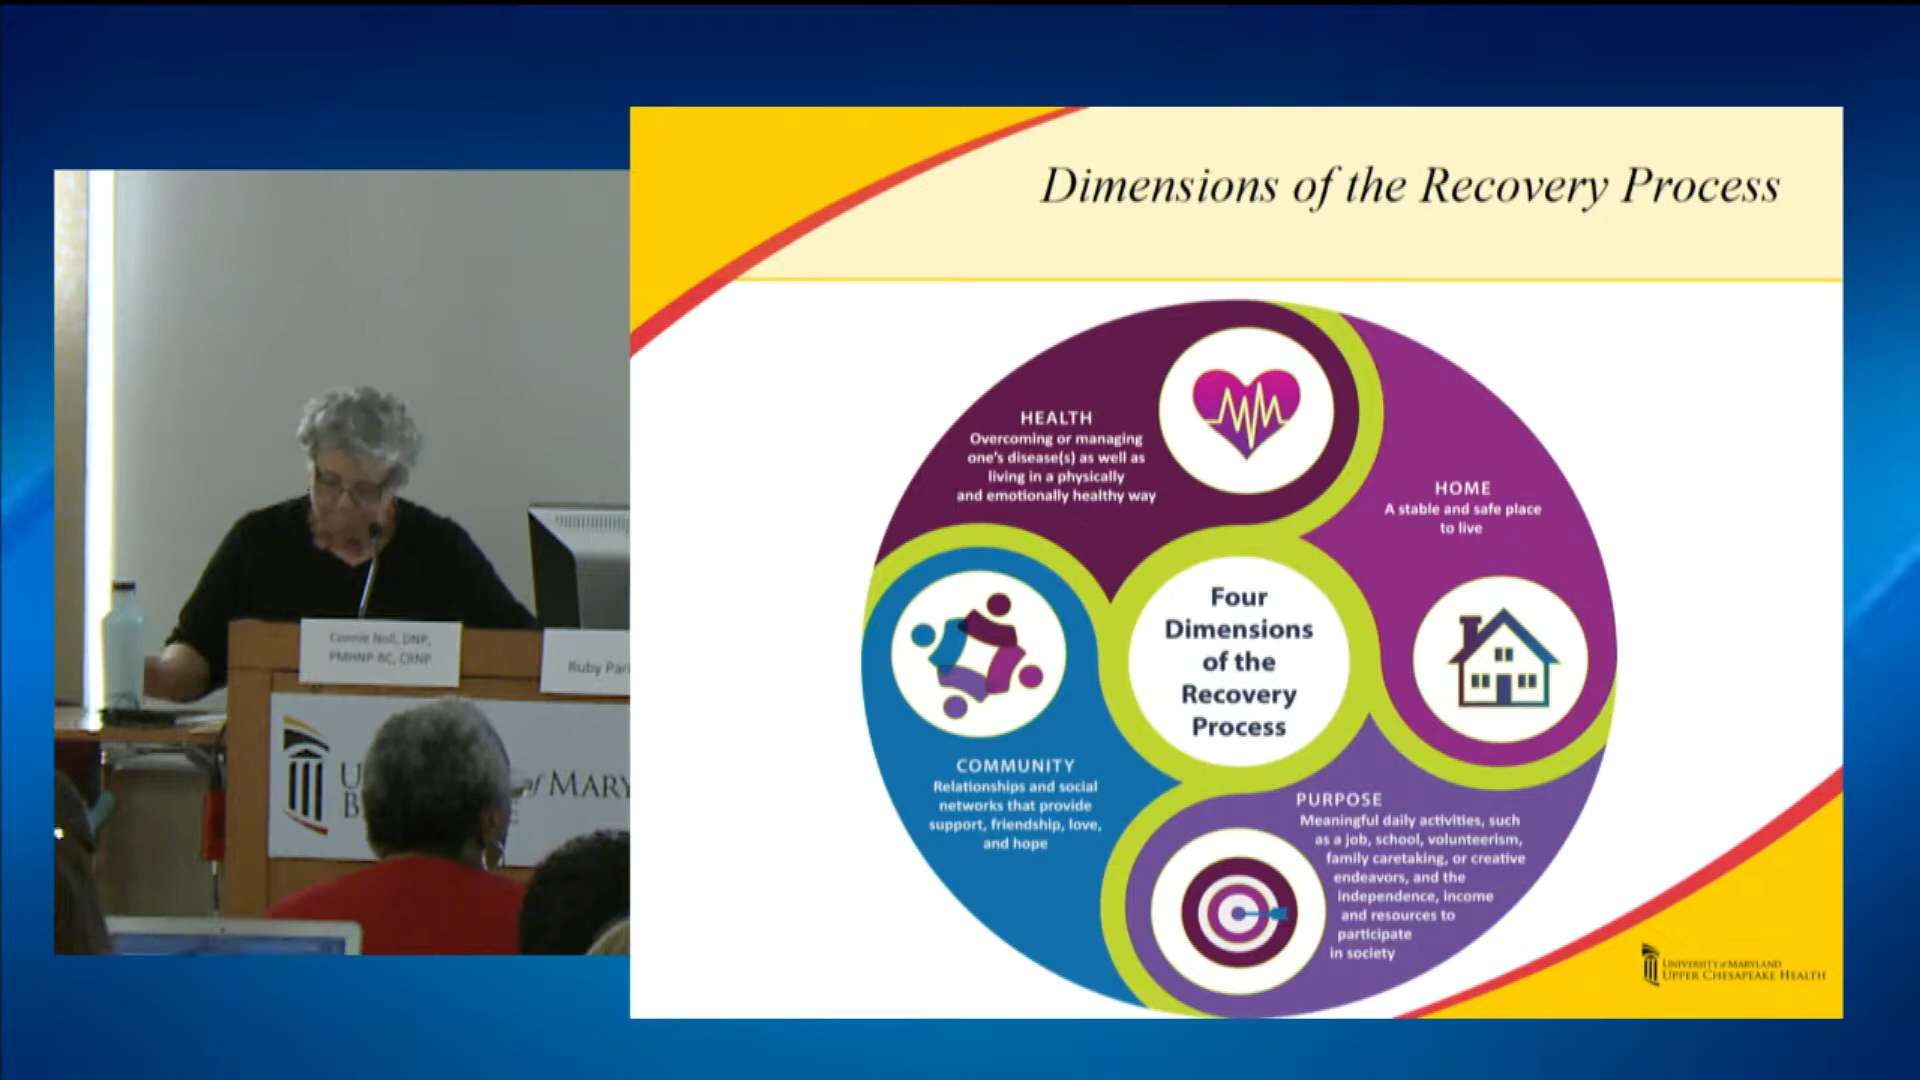 Dimensions of the Recovery Process
HEALTH
Overcoming or managing
one's disease(s) as well as
living in a physically
and emotionally healthy way
HOME
A stable and safe place
to live
Four
Dimensions
of the
Recovery
Process
COMMUNITY
Relationships and social
networks that provide
support, friendship, love,
and hope
PURPOSE
Meaningful daily activities, such
as a job, school, volunteerism,
family caretaking, or creative
endeavors, and the
independence, income
and resources to
participate
in society
UNIVERSITY of MARYLAND
UPPER CHESAPEAKE HEALTH
Connie Noll, DNP,
PMHNP-BC, CRNP
Ruby Par
U of MARY
B E